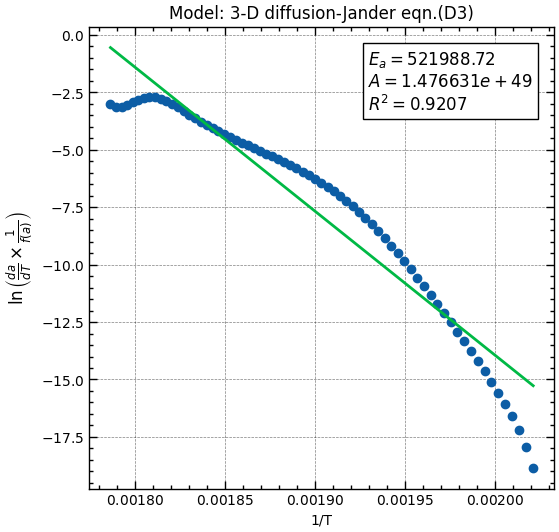 Model: 3-D diffusion-Jander eqn.(D3)
E_a = 521988.72
A = 1.476631e + 49
R^2 = 0.9207
0.0
−2.5
−5.0
−7.5
−10.0
−12.5
−15.0
−17.5
ln (da/dT × 1/f(a))
0.00180 0.00185 0.00190 0.00195 0.00200
1/T